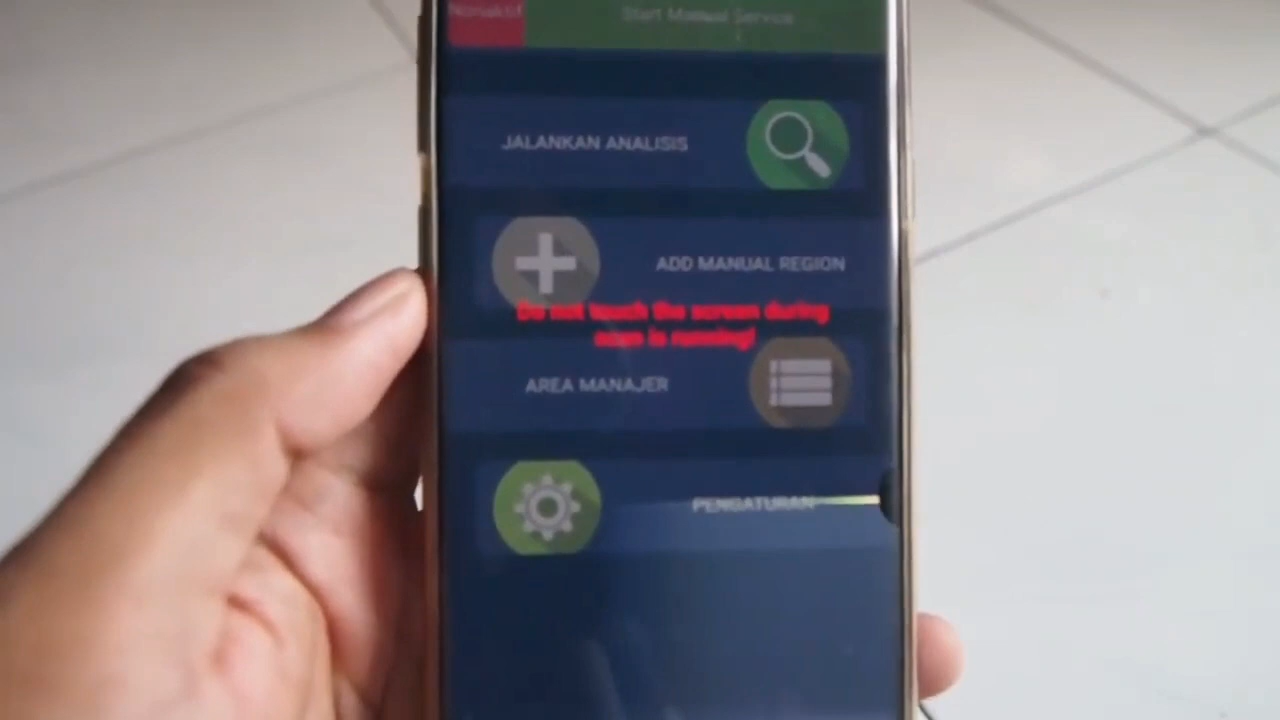 Nonaktif
Start Manual Service
JALANKAN ANALISIS
ADD MANUAL REGION
Do not touch the screen during
scan is running!
AREA MANAJER
PENGATURAN